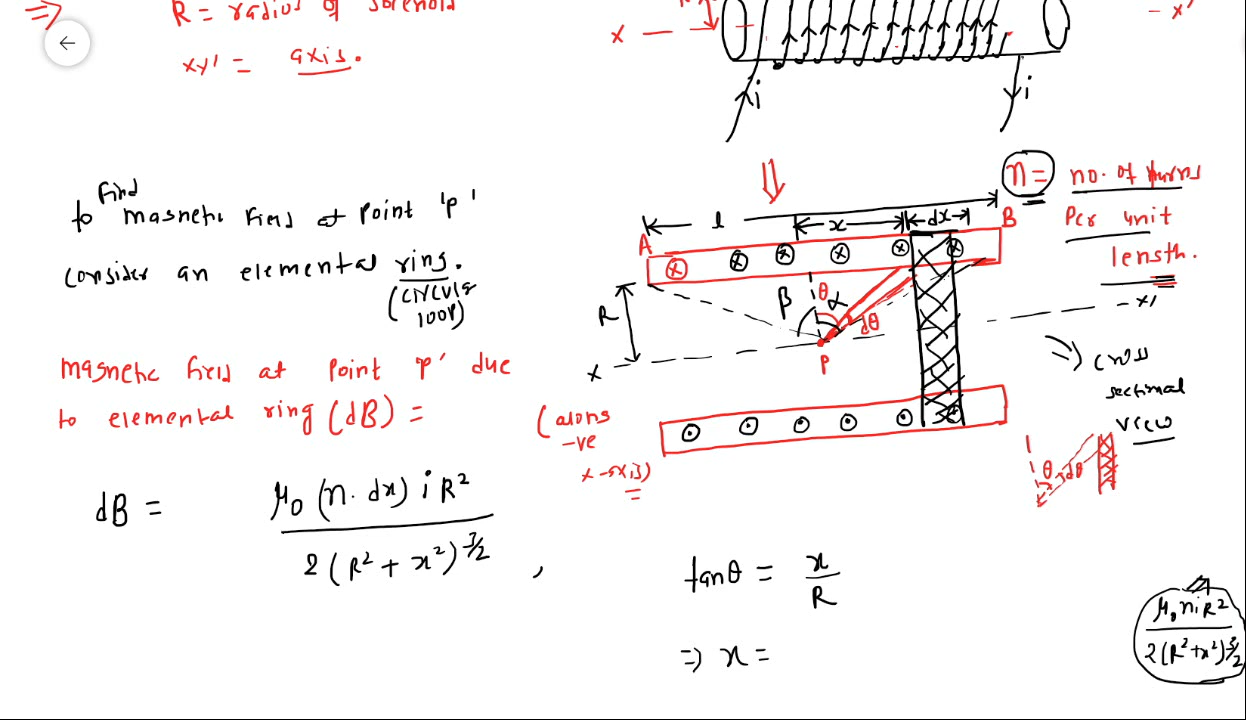 ⇒ R = radius of solenoid
xy' = axis.
x
- x'
i
i
n = no. of turns
Per unit
length.
to find magnetic field at point 'p'
consider an elemental ring.
(circular
loop)
l
x
dx
A
B
R
β
θ
α
dθ
P
x
- x'
⇒ cross
sectional
view
magnetic field at point 'p' due
to elemental ring (dB) =
(along
-ve
x-axis)
θ
dθ
dB = μ₀ (n. dx) i R² / 2 (R² + x²)^3/2 ,
tanθ = x / R
⇒ x =
μ₀ n i R² / 2 (R² + x²)^3/2